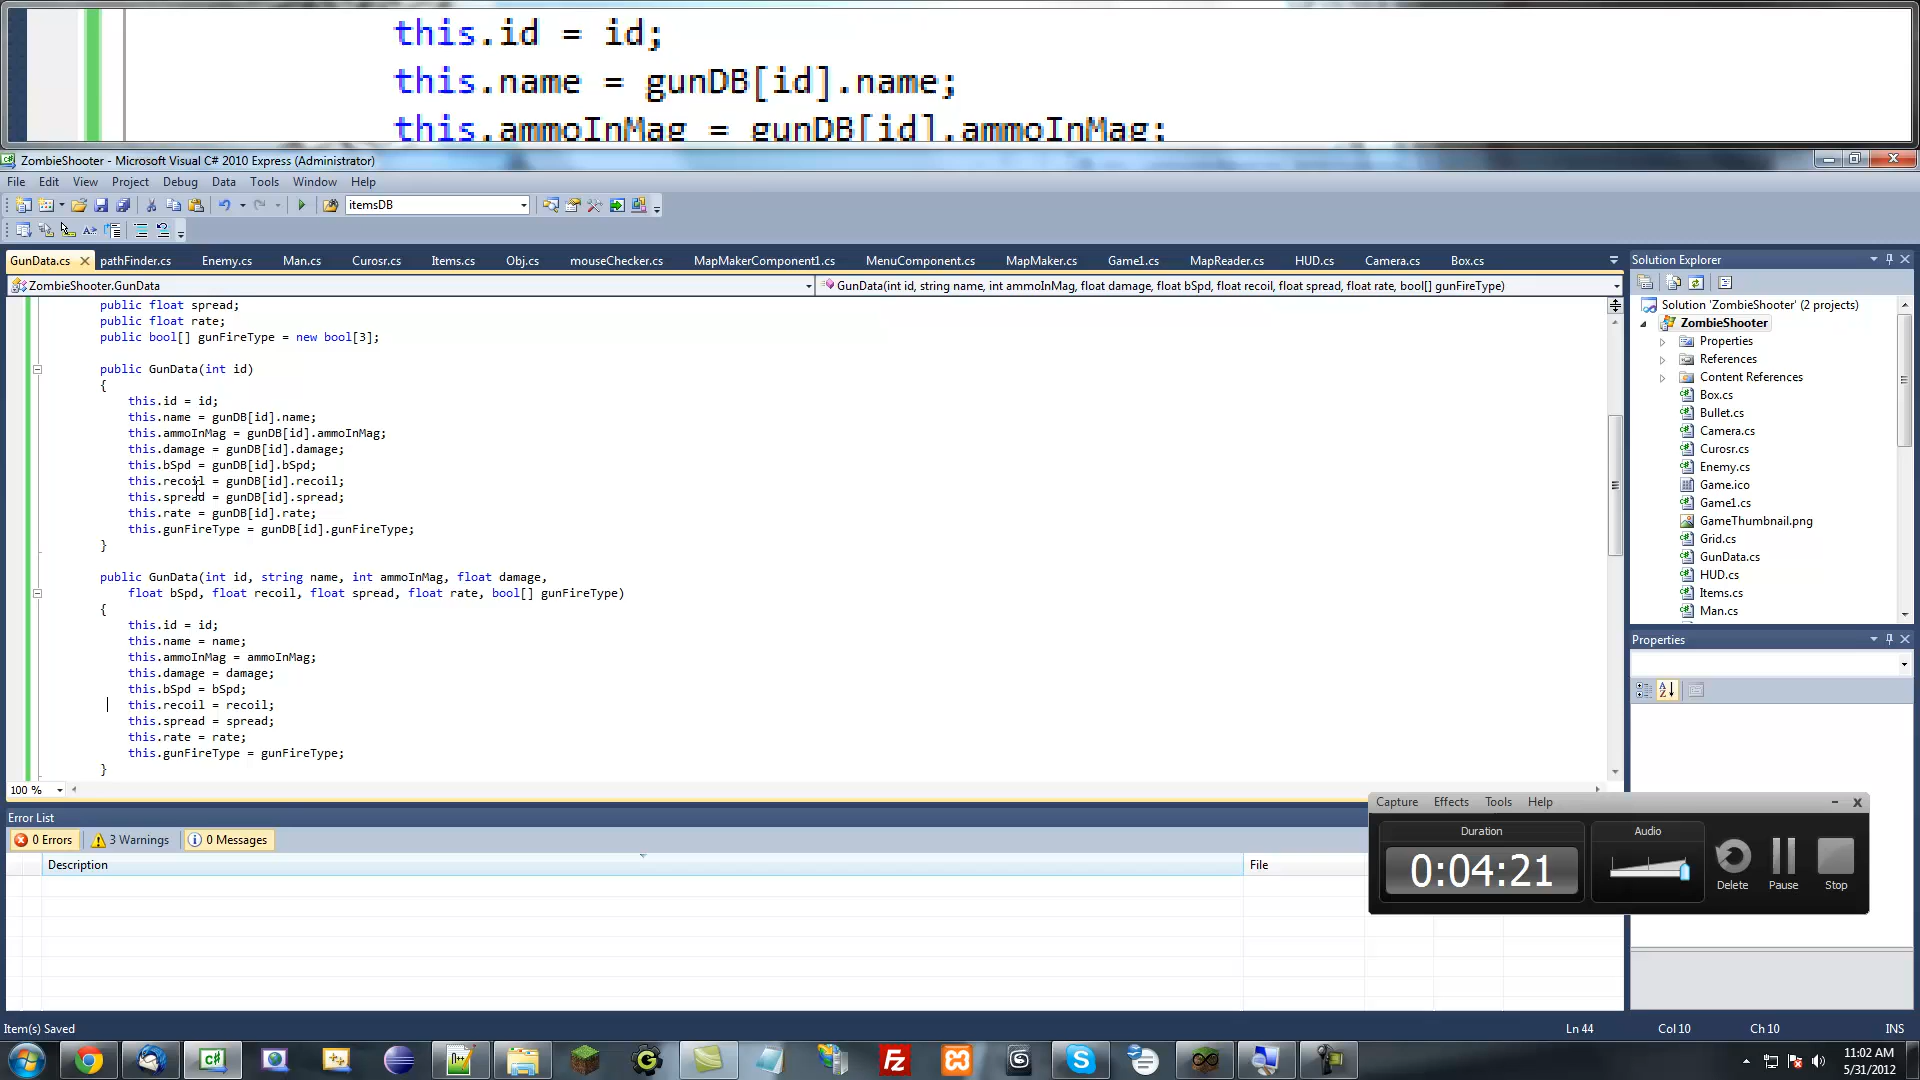 this.id = id;
this.name = gunDB[id].name;
this.ammoInMag = gunDB[id].ammoInMag;
ZombieShooter - Microsoft Visual C# 2010 Express (Administrator)
File Edit View Project Debug Data Tools Window Help
itemsDB
GunData.cs pathFinder.cs Enemy.cs Man.cs Curosr.cs Items.cs Obj.cs mouseChecker.cs MapMakerComponent1.cs MenuComponent.cs MapMaker.cs Game1.cs MapReader.cs HUD.cs Camera.cs Box.cs
ZombieShooter.GunData
GunData(int id, string name, int ammoInMag, float damage, float bSpd, float recoil, float spread, float rate, bool[] gunFireType)
public float spread;
public float rate;
public bool[] gunFireType = new bool[3];
public GunData(int id)
{
this.id = id;
this.name = gunDB[id].name;
this.ammoInMag = gunDB[id].ammoInMag;
this.damage = gunDB[id].damage;
this.bSpd = gunDB[id].bSpd;
this.recoil = gunDB[id].recoil;
this.spread = gunDB[id].spread;
this.rate = gunDB[id].rate;
this.gunFireType = gunDB[id].gunFireType;
}
public GunData(int id, string name, int ammoInMag, float damage,
float bSpd, float recoil, float spread, float rate, bool[] gunFireType)
{
this.id = id;
this.name = name;
this.ammoInMag = ammoInMag;
this.damage = damage;
this.bSpd = bSpd;
this.recoil = recoil;
this.spread = spread;
this.rate = rate;
this.gunFireType = gunFireType;
}
100 %
Solution Explorer
Solution 'ZombieShooter' (2 projects)
ZombieShooter
Properties
References
Content References
Box.cs
Bullet.cs
Camera.cs
Curosr.cs
Enemy.cs
Game.ico
Game1.cs
GameThumbnail.png
Grid.cs
GunData.cs
HUD.cs
Items.cs
Man.cs
Properties
Error List
0 Errors 3 Warnings 0 Messages
Description File
Capture Effects Tools Help
Duration
0:04:21
Audio
Delete Pause Stop
Item(s) Saved Ln 44 Col 10 Ch 10 INS
11:02 AM
5/31/2012